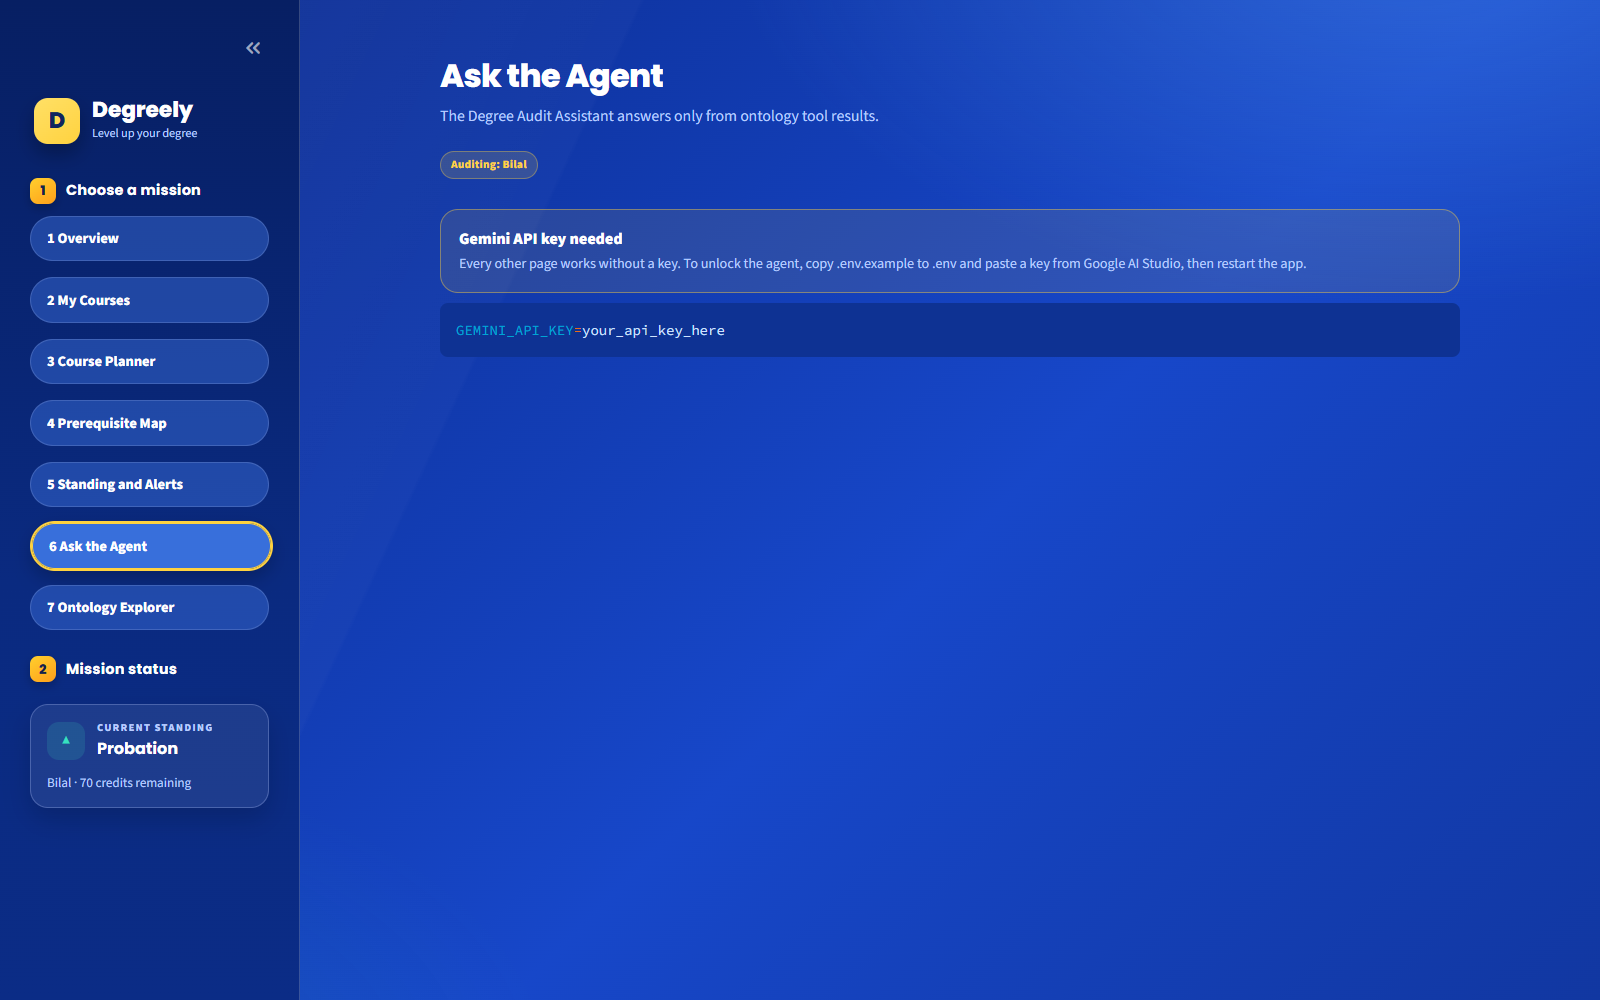 D
Degreely
Level up your degree
1 Choose a mission
1 Overview
2 My Courses
3 Course Planner
4 Prerequisite Map
5 Standing and Alerts
6 Ask the Agent
7 Ontology Explorer
2 Mission status
CURRENT STANDING
Probation
Bilal · 70 credits remaining
Ask the Agent
The Degree Audit Assistant answers only from ontology tool results.
Auditing: Bilal
Gemini API key needed
Every other page works without a key. To unlock the agent, copy .env.example to .env and paste a key from Google AI Studio, then restart the app.
GEMINI_API_KEY=your_api_key_here